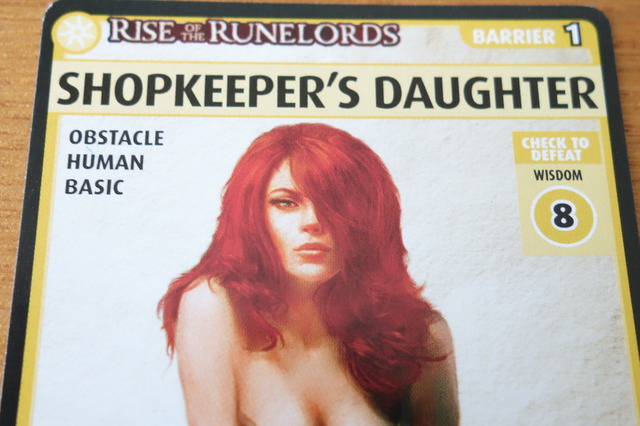 RISE OF THE RUNELORDS
BARRIER 1
SHOPKEEPER'S DAUGHTER
OBSTACLE
HUMAN
BASIC
CHECK TO
DEFEAT
WISDOM
8